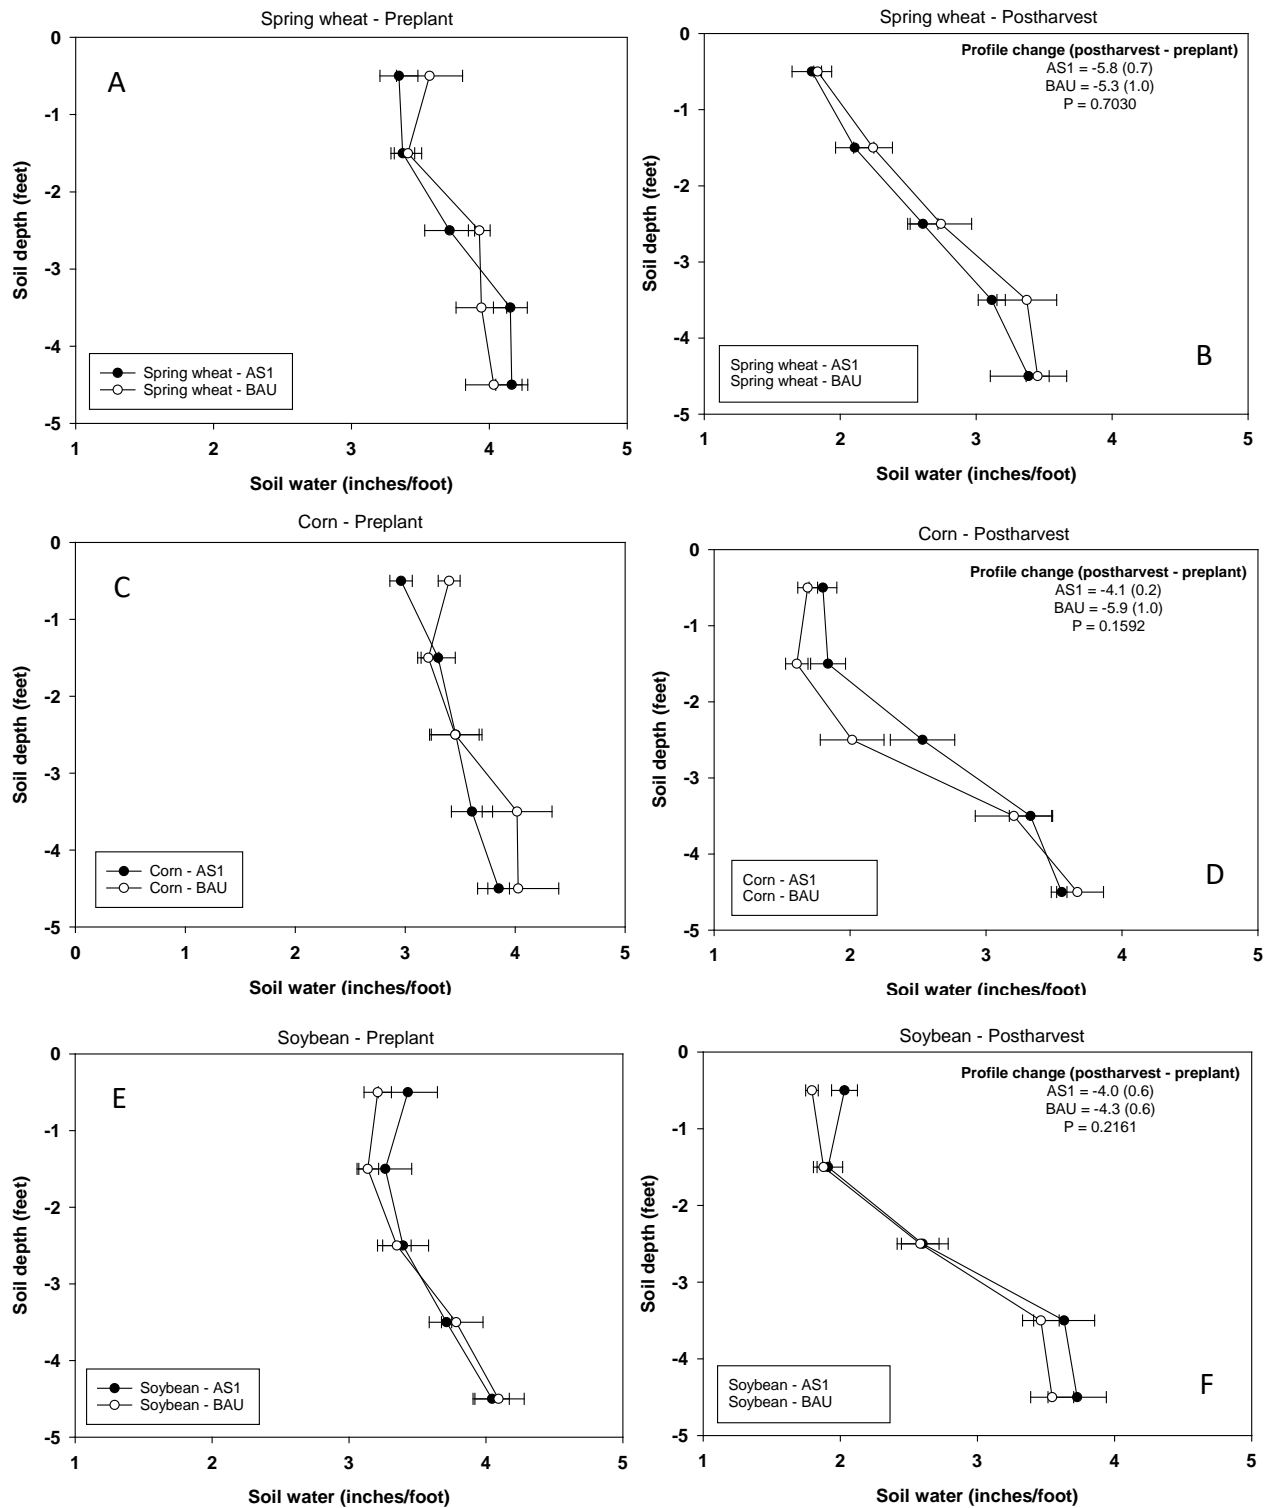 Spring wheat - Preplant
0
-1
-2
-3
-4
-5
Soil depth (feet)
A
Spring wheat - AS1
Spring wheat - BAU
1
2
3
4
5
Soil water (inches/foot)
Spring wheat - Postharvest
0
-1
-2
-3
-4
-5
Soil depth (feet)
Profile change (postharvest - preplant)
AS1 = -5.8 (0.7)
BAU = -5.3 (1.0)
P = 0.7030
B
Spring wheat - AS1
Spring wheat - BAU
1
2
3
4
5
Soil water (inches/foot)
Corn - Preplant
0
-1
-2
-3
-4
-5
Soil depth (feet)
C
Corn - AS1
Corn - BAU
0
1
2
3
4
5
Soil water (inches/foot)
Corn - Postharvest
0
-1
-2
-3
-4
-5
Soil depth (feet)
Profile change (postharvest - preplant)
AS1 = -4.1 (0.2)
BAU = -5.9 (1.0)
P = 0.1592
D
Corn - AS1
Corn - BAU
1
2
3
4
5
Soil water (inches/foot)
Soybean - Preplant
0
-1
-2
-3
-4
-5
Soil depth (feet)
E
Soybean - AS1
Soybean - BAU
1
2
3
4
5
Soil water (inches/foot)
Soybean - Postharvest
0
-1
-2
-3
-4
-5
Soil depth (feet)
Profile change (postharvest - preplant)
AS1 = -4.0 (0.6)
BAU = -4.3 (0.6)
P = 0.2161
F
Soybean - AS1
Soybean - BAU
1
2
3
4
5
Soil water (inches/foot)